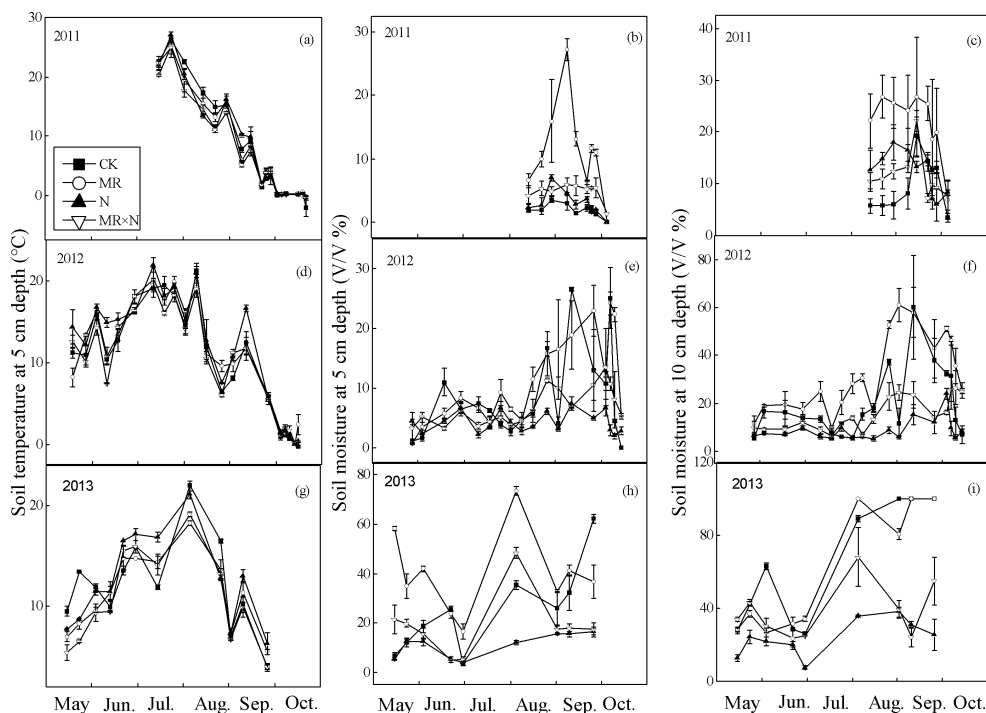 2011
(a)
30
20
10
0
CK
MR
N
MR×N
2011
(b)
30
20
10
0
2011
(c)
40
30
20
10
0
2012
(d)
20
10
0
2012
(e)
30
20
10
0
2012
(f)
80
60
40
20
0
2013
(g)
20
10
2013
(h)
80
60
40
20
0
2013
(i)
120
80
40
0
Soil temperature at 5 cm depth (°C)
Soil moisture at 5 cm depth (V/V %)
Soil moisture at 10 cm depth (V/V %)
May Jun. Jul. Aug. Sep. Oct.
May Jun. Jul. Aug. Sep. Oct.
May Jun. Jul. Aug. Sep. Oct.